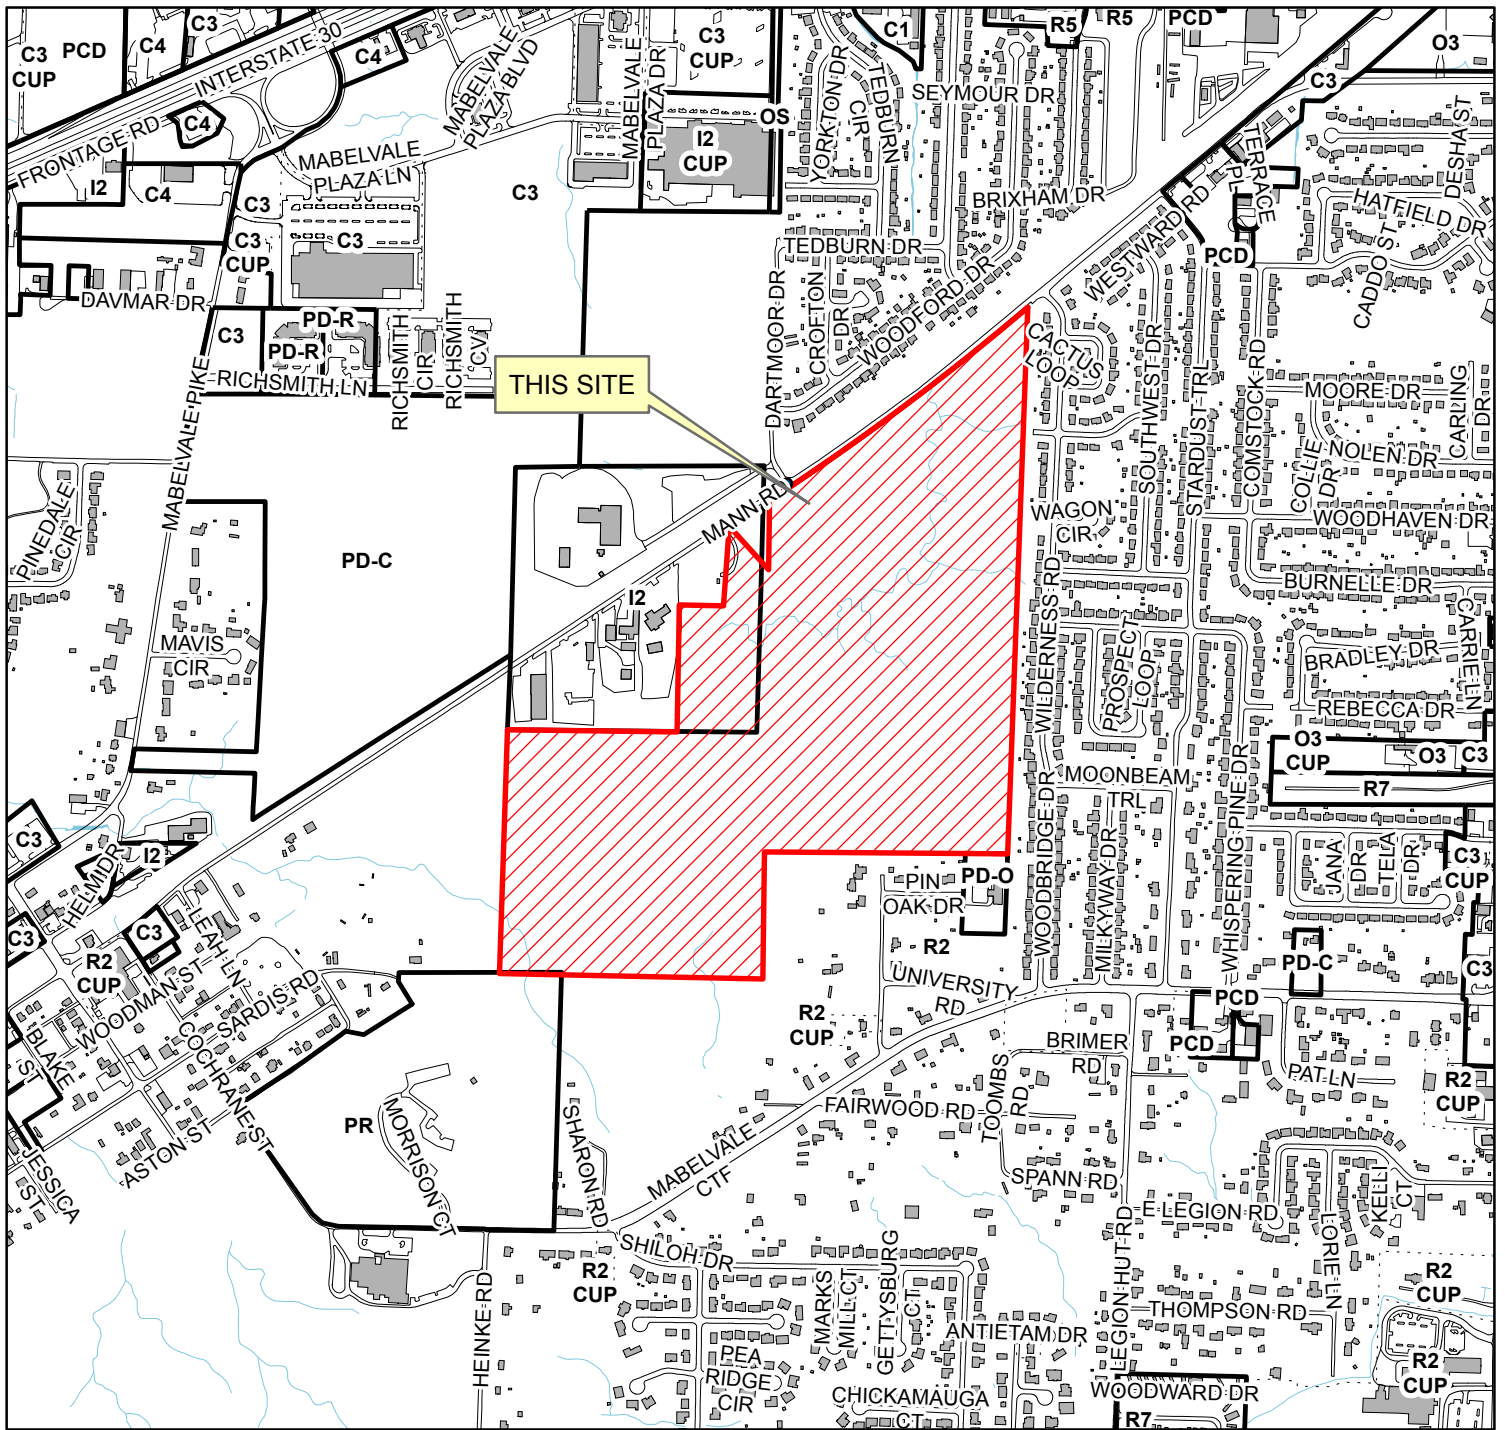 C3
CUP
PCD
C4
C3
INTERSTATE 30
C4
MABELVALE
PLAZA BLVD
MABELVALE
PLAZA DR
C3
CUP
C1
R5
R5
PCD
O3
C3
FRONTAGE RD
C4
I2
C4
C3
MABELVALE
PLAZA LN
C3
I2
CUP
OS
YORKTON DR
TEDBURN
CIR
SEYMOUR DR
BRIXHAM DR
TERRACE
PL
DESHA ST
HATFIELD DR
CADDO ST
C3
CUP
C3
DAVMAR DR
TEDBURN DR
CROFTON
DR
DARTMOOR DR
WOODFORD DR
WESTWARD RD
PCD
C3
PD-R
PD-R
RICHSMITH LN
RICHSMITH
CIR
RICHSMITH
CV
MABELVALE PIKE
THIS SITE
CACTUS
LOOP
SOUTHWEST DR
STARDUST TRL
COMSTOCK RD
MOORE DR
CARLING
DR
COLLIE
DR
NOLEN DR
PINEDALE
CIR
MANN RD
WAGON
CIR
WOODHAVEN DR
PD-C
I2
BURNELLE DR
CARRIE LN
MAVIS
CIR
WILDERNESS RD
PROSPECT
LOOP
BRADLEY DR
REBECCA DR
O3
CUP
O3
C3
R7
MOONBEAM
TRL
WOODBRIDGE DR
MILKYWAY DR
WHISPERING PINE DR
JANA
DR
TELA
DR
C3
CUP
C3
I2
HELMI DR
C3
C3
LEAH LN
PIN
OAK DR
PD-O
R2
R2
CUP
WOODMAN ST
SARDIS RD
UNIVERSITY
RD
PD-C
C3
PCD
PCD
BLAKE
ST
COCHRANE ST
R2
CUP
BRIMER
RD
PAT LN
R2
CUP
ASTON ST
PR
MORRISON CT
SHARON RD
MABELVALE
CTF
FAIRWOOD RD
TOOMBS
RD
SPANN RD
JESSICA
ST
E LEGION RD
KELLI
CT
LORIE LN
SHILOH DR
R2
CUP
HEINKE RD
MARKS
MILL CT
GETTYSBURG
CT
LEGION HUT RD
THOMPSON RD
R2
CUP
ANTIETAM DR
PEA
RIDGE
CIR
CHICKAMAUGA
CT
WOODWARD DR
R7
R2
CUP